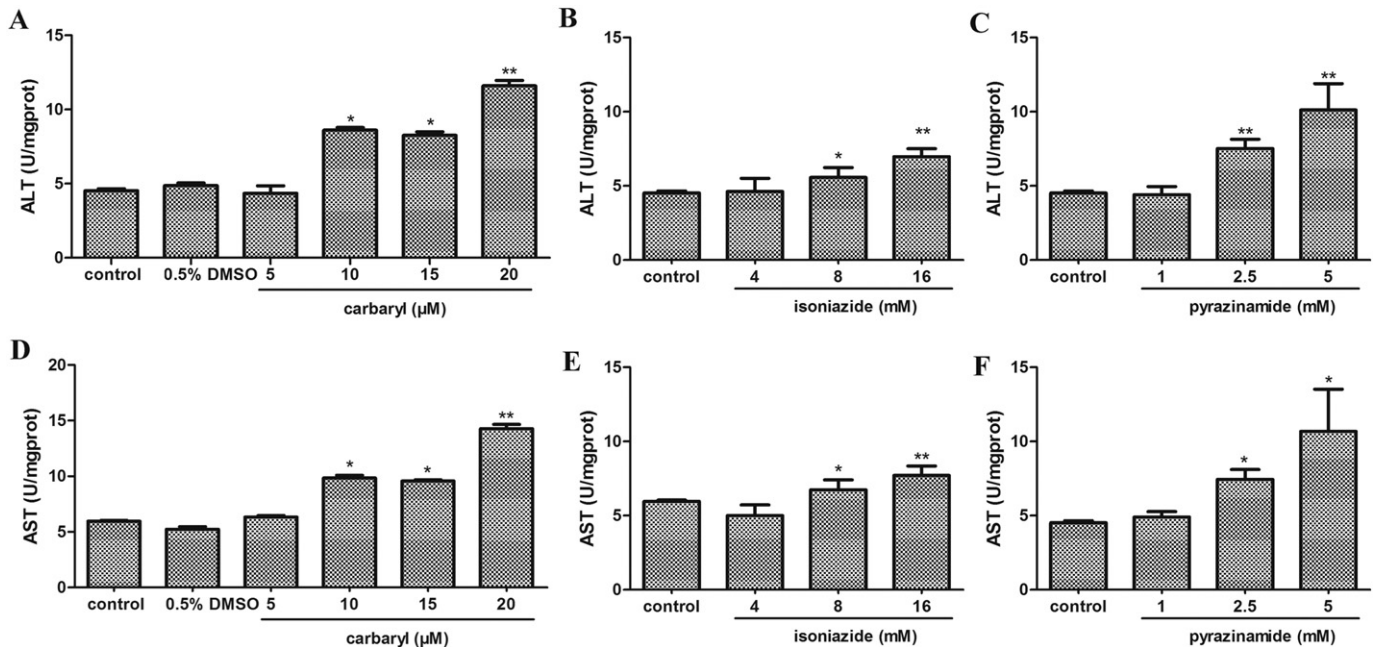 A
ALT (U/mgprot)
15
10
5
0
*
*
**
control 0.5% DMSO 5 10 15 20
carbaryl (μM)
B
ALT (U/mgprot)
15
10
5
0
*
**
control 4 8 16
isoniazide (mM)
C
ALT (U/mgprot)
15
10
5
0
**
**
control 1 2.5 5
pyrazinamide (mM)
D
AST (U/mgprot)
20
15
10
5
0
*
*
**
control 0.5% DMSO 5 10 15 20
carbaryl (μM)
E
AST (U/mgprot)
15
10
5
0
*
**
control 4 8 16
isoniazide (mM)
F
AST (U/mgprot)
15
10
5
0
*
*
control 1 2.5 5
pyrazinamide (mM)